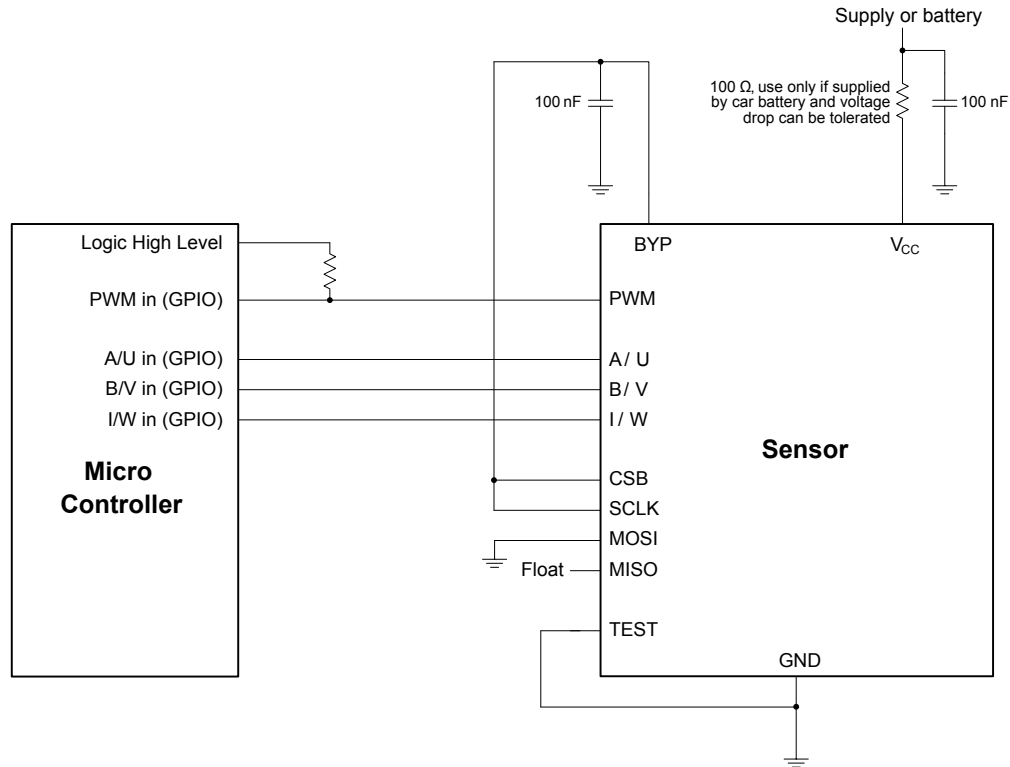 Supply or battery
100 Ω, use only if supplied
by car battery and voltage
drop can be tolerated
100 nF
100 nF
Logic High Level
PWM in (GPIO)
A/U in (GPIO)
B/V in (GPIO)
I/W in (GPIO)
Micro
Controller
BYP
VCC
PWM
A / U
B / V
I / W
Sensor
CSB
SCLK
MOSI
Float
MISO
TEST
GND